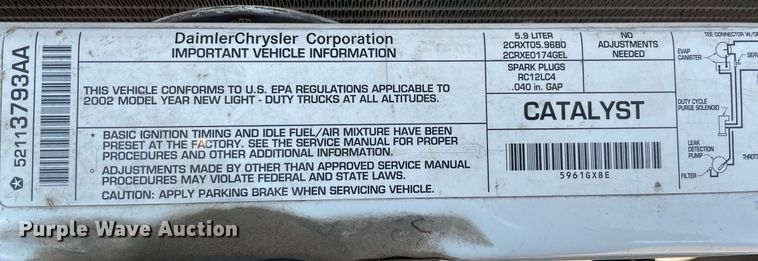 52113793AA
DaimlerChrysler Corporation
IMPORTANT VEHICLE INFORMATION
THIS VEHICLE CONFORMS TO U.S. EPA REGULATIONS APPLICABLE TO
2002 MODEL YEAR NEW LIGHT - DUTY TRUCKS AT ALL ALTITUDES.
* BASIC IGNITION TIMING AND IDLE FUEL/AIR MIXTURE HAVE BEEN
PRESET AT THE FACTORY. SEE THE SERVICE MANUAL FOR PROPER
PROCEDURES AND OTHER ADDITIONAL INFORMATION.
* ADJUSTMENTS MADE BY OTHER THAN APPROVED SERVICE MANUAL
PROCEDURES MAY VIOLATE FEDERAL AND STATE LAWS.
CAUTION: APPLY PARKING BRAKE WHEN SERVICING VEHICLE.
5.9 LITER
2CRXT05.96B0
2CRXE0174GEL
SPARK PLUGS
RC12LC4
.040 in. GAP
NO
ADJUSTMENTS
NEEDED
CATALYST
5961GXBE
TEE CONNECTOR W/
EVAP
CANISTER
DUTY CYCLE
PURGE SOLENOID
LEAK
DETECTION
PUMP
FILTER
Purple Wave Auction